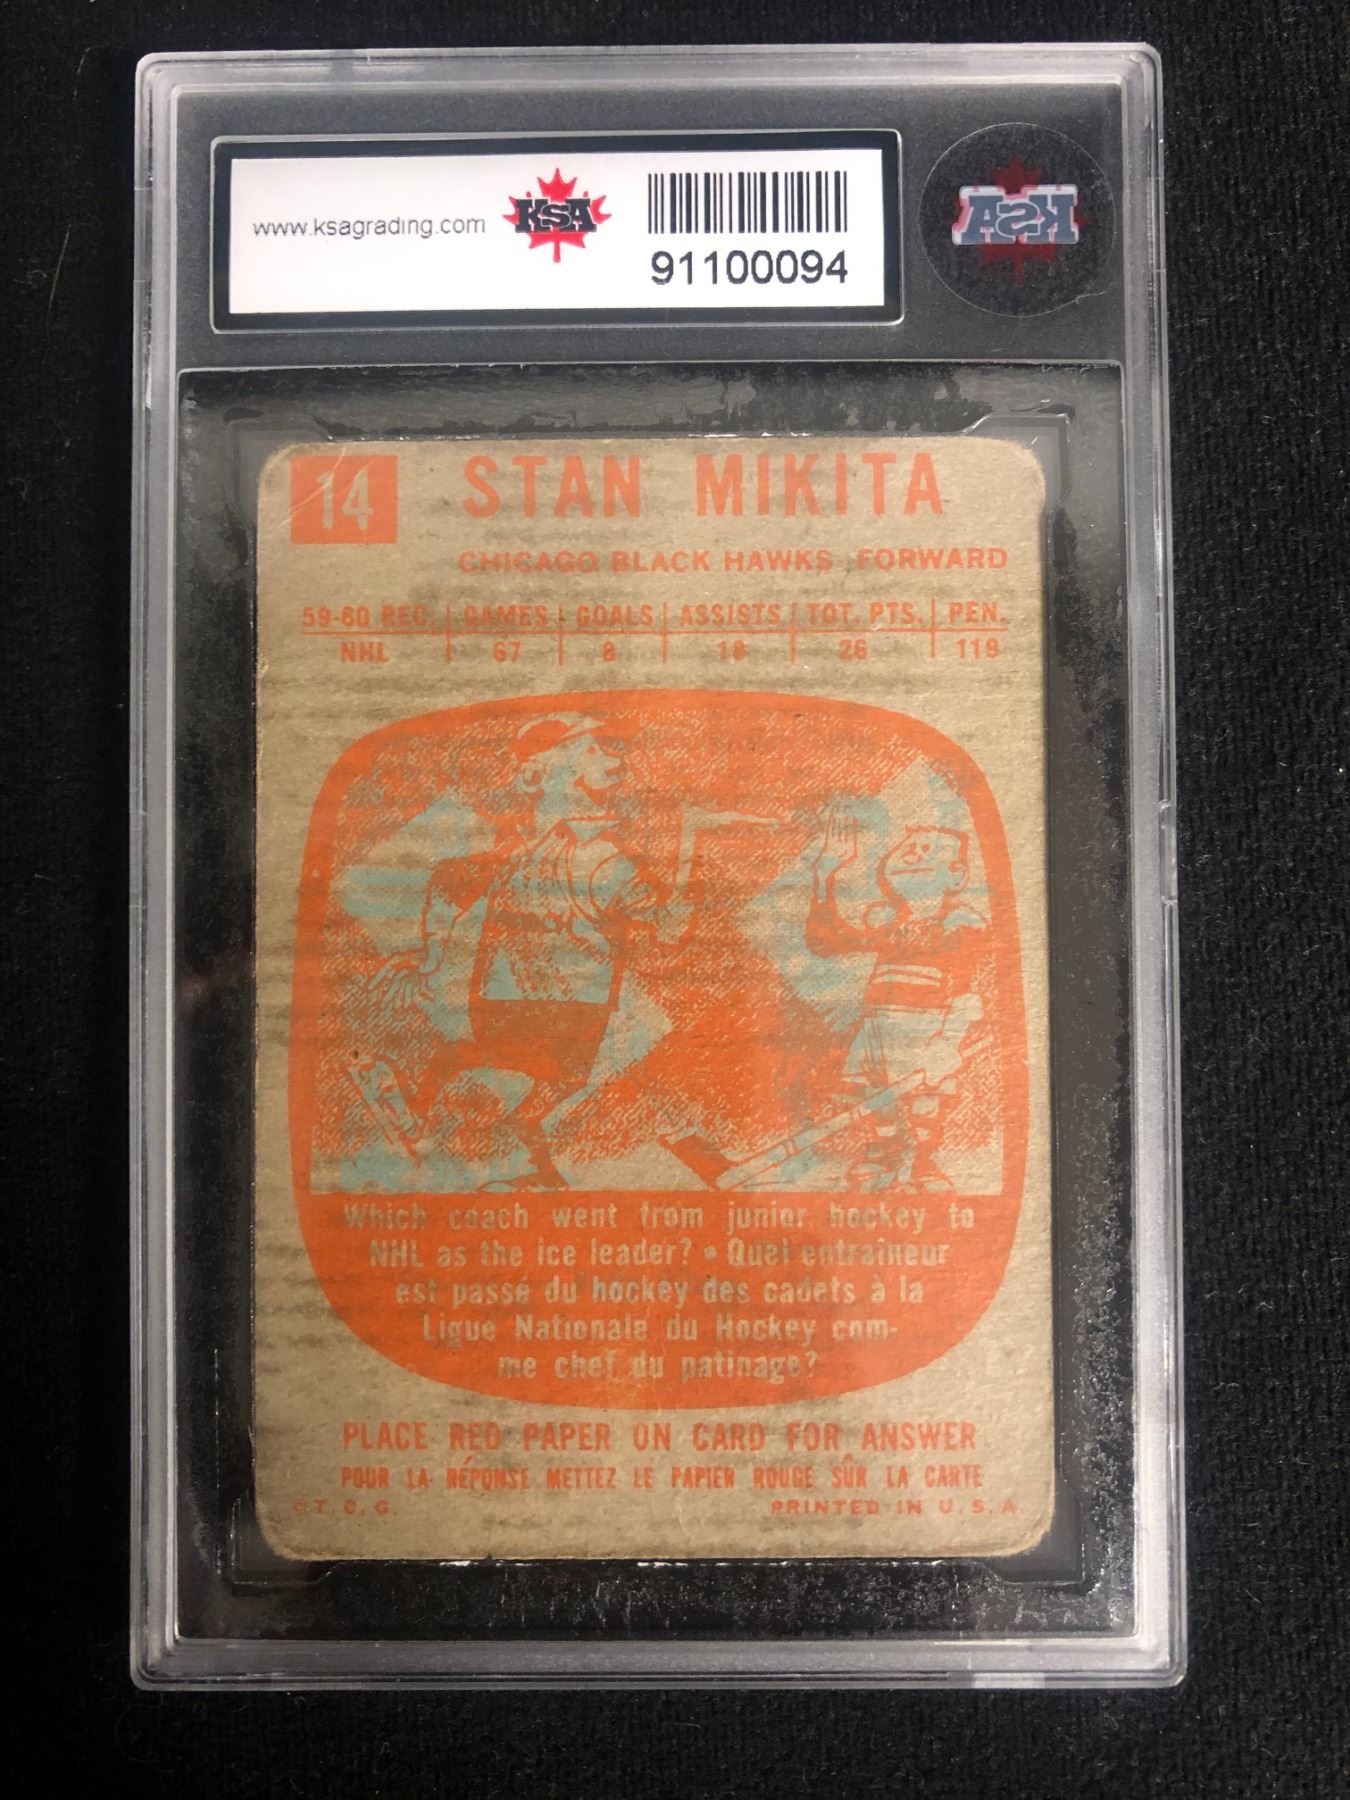 www.ksagrading.com
KSA
91100094
KSA
14
STAN MIKITA
CHICAGO BLACK HAWKS FORWARD
59-60 REC. GAMES GOALS ASSISTS TOT. PTS. PEN.
NHL 67 8 18 26 119
Which coach went from junior hockey to
NHL as the ice leader? • Quel entraîneur
est passé du hockey des cadets à la
Ligue Nationale du Hockey com-
me chef du patinage?
PLACE RED PAPER ON CARD FOR ANSWER
POUR LA RÉPONSE METTEZ LE PAPIER ROUGE SÛR LA CARTE
© T. C. G. PRINTED IN U. S. A.